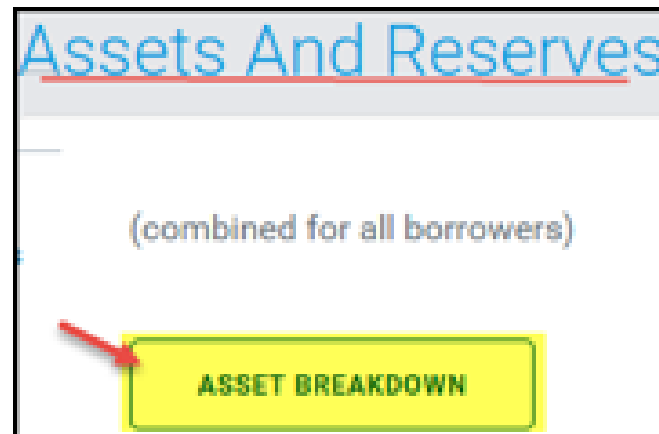 Assets And Reserves
(combined for all borrowers)
ASSET BREAKDOWN